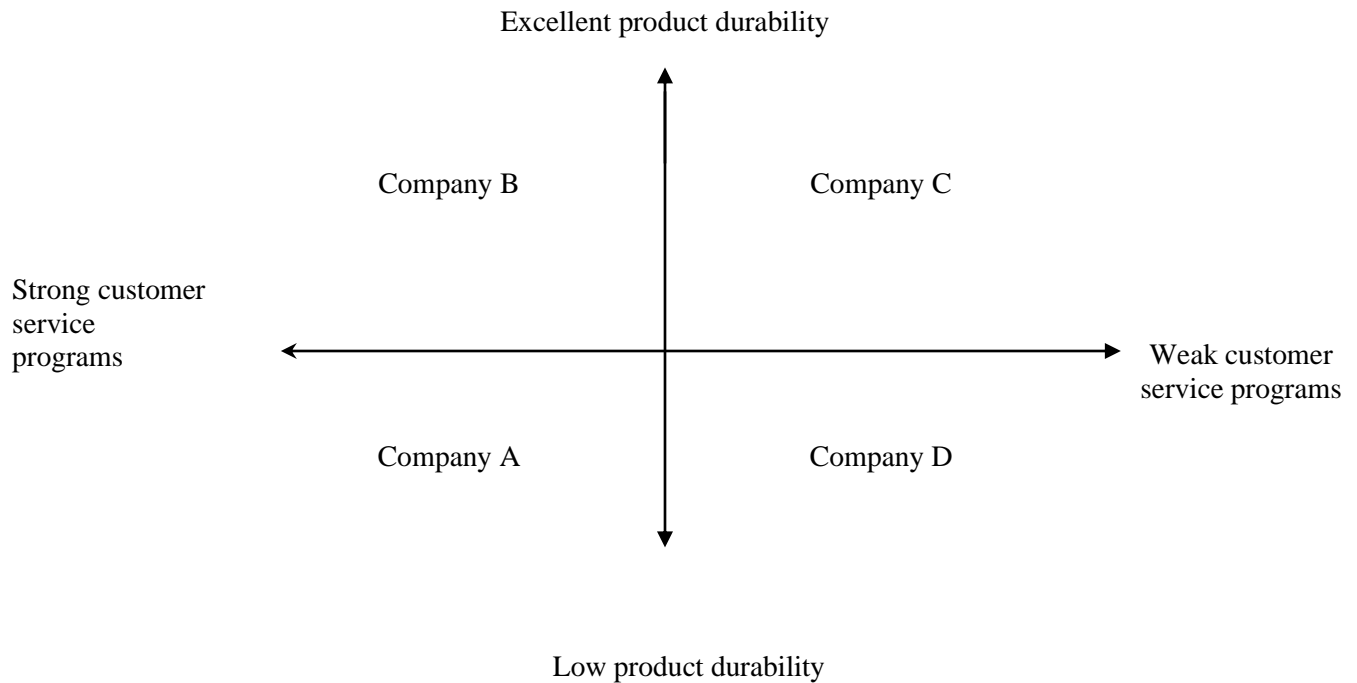 Excellent product durability
Company B
Company C
Strong customer
service
programs
Weak customer
service programs
Company A
Company D
Low product durability